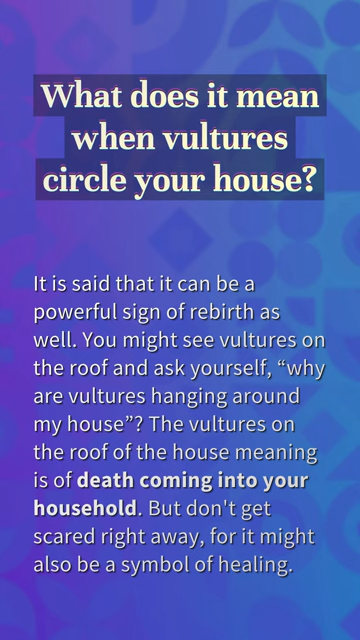 What does it mean
when vultures
circle your house?
It is said that it can be a
powerful sign of rebirth as
well. You might see vultures on
the roof and ask yourself, “why
are vultures hanging around
my house”? The vultures on
the roof of the house meaning
is of death coming into your
household. But don't get
scared right away, for it might
also be a symbol of healing.